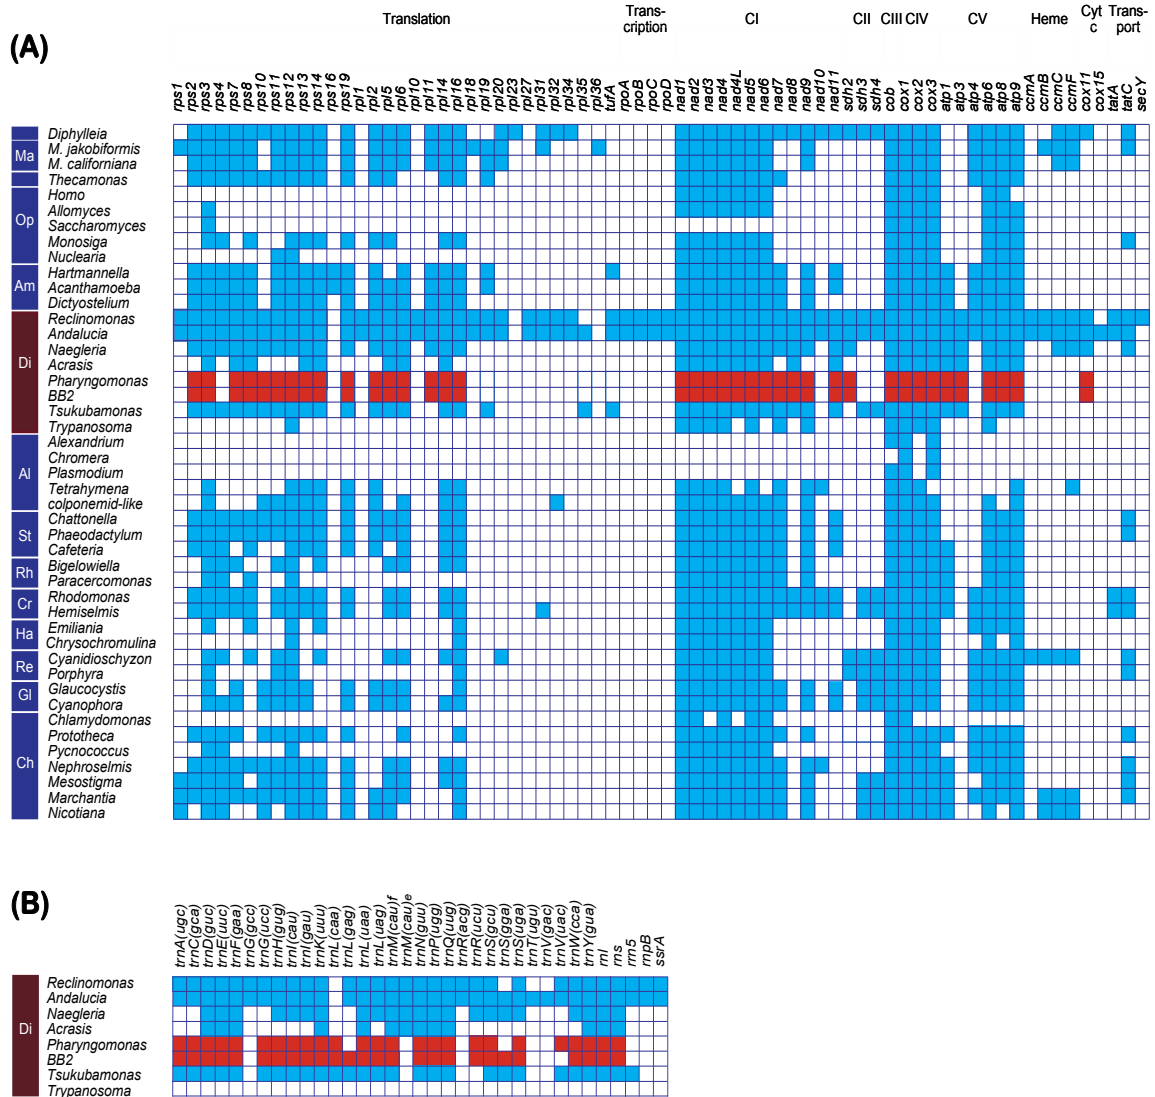 (A)
Translation
Trans-
cription
CI
CII
CIII
CIV
CV
Heme
Cyt
c
Trans-
port
rps1
rps2
rps3
rps4
rps7
rps8
rps10
rps11
rps12
rps13
rps14
rps16
rps19
rpl1
rpl2
rpl5
rpl6
rpl10
rpl11
rpl14
rpl16
rpl18
rpl19
rpl20
rpl23
rpl27
rpl31
rpl32
rpl34
rpl35
rpl36
tufA
rpoA
rpoB
rpoC
rpoD
nad1
nad2
nad3
nad4
nad4L
nad5
nad6
nad7
nad8
nad9
nad10
nad11
sdh2
sdh3
sdh4
cob
cox1
cox2
cox3
atp1
atp3
atp4
atp6
atp8
atp9
ccmA
ccmB
ccmC
ccmF
cox11
cox15
tatA
tatC
secY
Diphylleia
Ma
M. jakobiformis
M. californiana
Thecamonas
Op
Homo
Allomyces
Saccharomyces
Monosiga
Nuclearia
Am
Hartmannella
Acanthamoeba
Dictyostelium
Di
Reclinomonas
Andalucia
Naegleria
Acrasis
Pharyngomonas
BB2
Tsukubamonas
Trypanosoma
Al
Alexandrium
Chromera
Plasmodium
Tetrahymena
colponemid-like
St
Chattonella
Phaeodactylum
Cafeteria
Rh
Bigelowiella
Paracercomonas
Cr
Rhodomonas
Hemiselmis
Ha
Emiliania
Chrysochromulina
Re
Cyanidioschyzon
Porphyra
Gl
Glaucocystis
Cyanophora
Ch
Chlamydomonas
Prototheca
Pycnococcus
Nephroselmis
Mesostigma
Marchantia
Nicotiana
(B)
trnA(ugc)
trnC(gca)
trnD(guc)
trnE(uuc)
trnF(gaa)
trnG(gcc)
trnG(ucc)
trnH(gug)
trnI(cau)
trnI(gau)
trnK(uuu)
trnL(caa)
trnL(gag)
trnL(uaa)
trnL(uag)
trnM(cau)f
trnM(cau)e
trnN(guu)
trnP(ugg)
trnQ(uug)
trnR(acg)
trnR(ucu)
trnS(gcu)
trnS(gga)
trnS(uga)
trnT(ugu)
trnV(gac)
trnV(uac)
trnW(cca)
trnY(gua)
rnl
rns
rrn5
rnpB
ssrA
Di
Reclinomonas
Andalucia
Naegleria
Acrasis
Pharyngomonas
BB2
Tsukubamonas
Trypanosoma